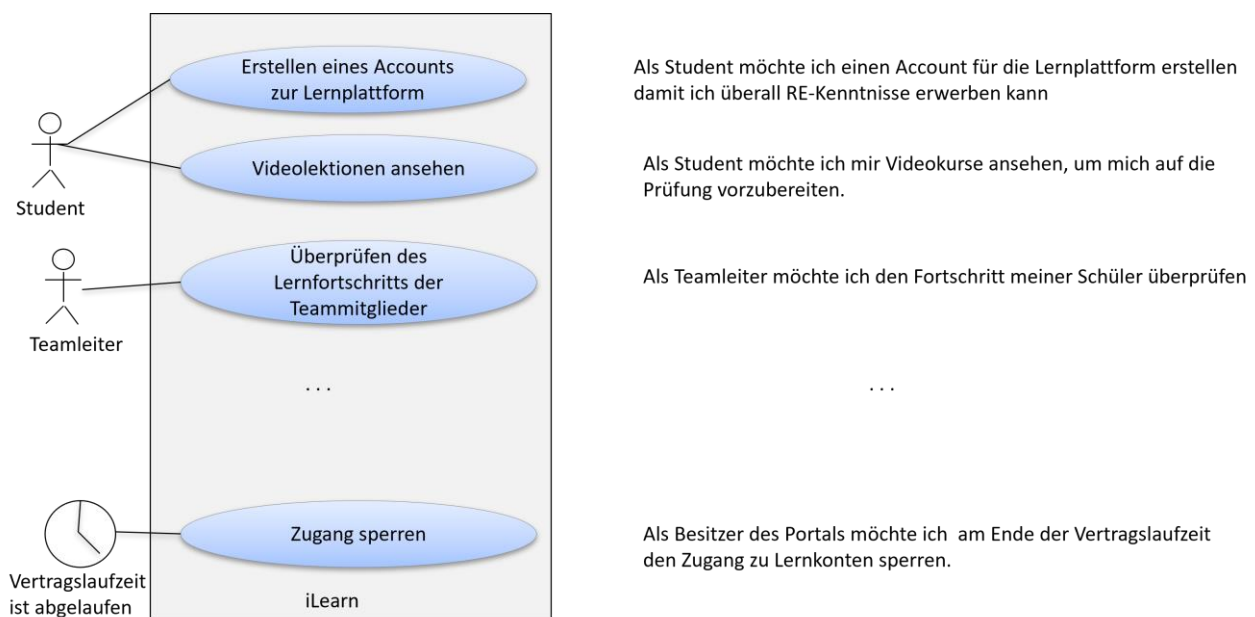 Erstellen eines Accounts
zur Lernplattform
Als Student möchte ich einen Account für die Lernplattform erstellen
damit ich überall RE-Kenntnisse erwerben kann
Videolektionen ansehen
Als Student möchte ich mir Videokurse ansehen, um mich auf die
Prüfung vorzubereiten.
Student
Überprüfen des
Lernfortschritts der
Teammitglieder
Als Teamleiter möchte ich den Fortschritt meiner Schüler überprüfen
Teamleiter
. . .
. . .
Zugang sperren
Als Besitzer des Portals möchte ich am Ende der Vertragslaufzeit
den Zugang zu Lernkonten sperren.
Vertragslaufzeit
ist abgelaufen
iLearn